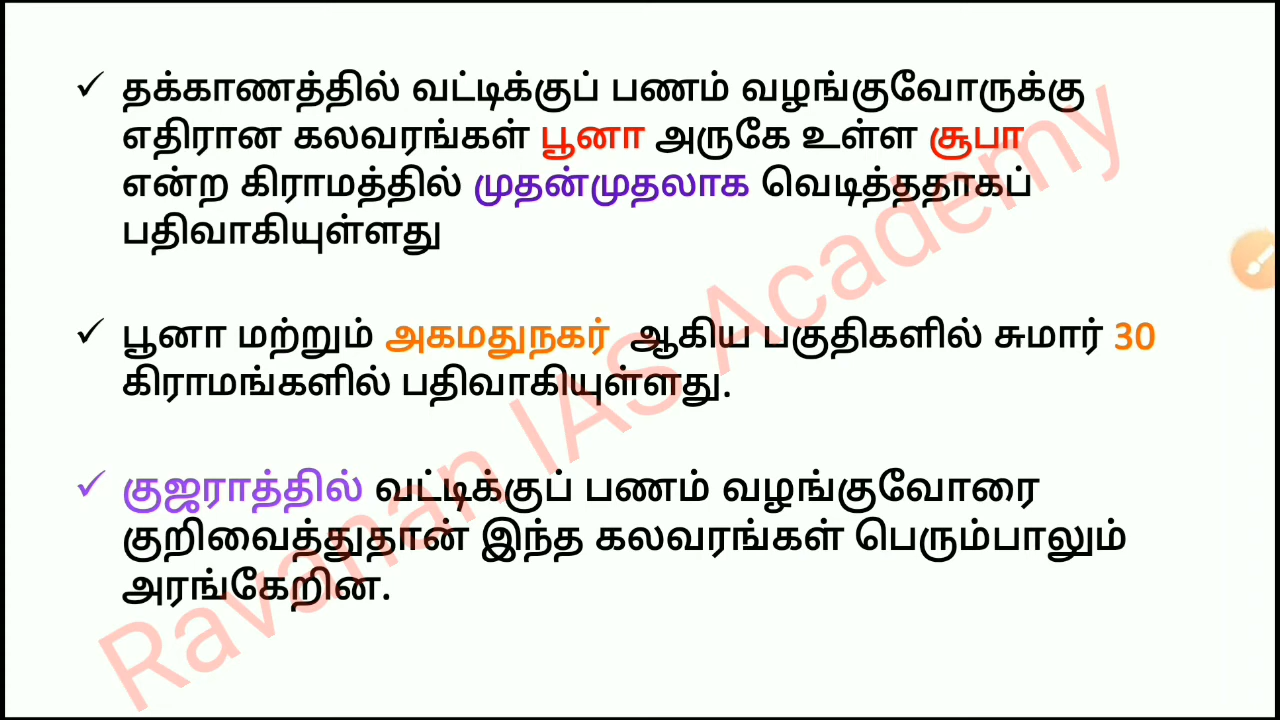 தக்காணத்தில் வட்டிக்குப் பணம் வழங்குவோருக்கு
எதிரான கலவரங்கள் பூனா அருகே உள்ள சூபா
என்ற கிராமத்தில் முதன்முதலாக வெடித்ததாகப்
பதிவாகியுள்ளது
பூனா மற்றும் அகமதுநகர் ஆகிய பகுதிகளில் சுமார் 30
கிராமங்களில் பதிவாகியுள்ளது.
குஜராத்தில் வட்டிக்குப் பணம் வழங்குவோரை
குறிவைத்துதான் இந்த கலவரங்கள் பெரும்பாலும்
அரங்கேறின.
Ravanan IAS Academy